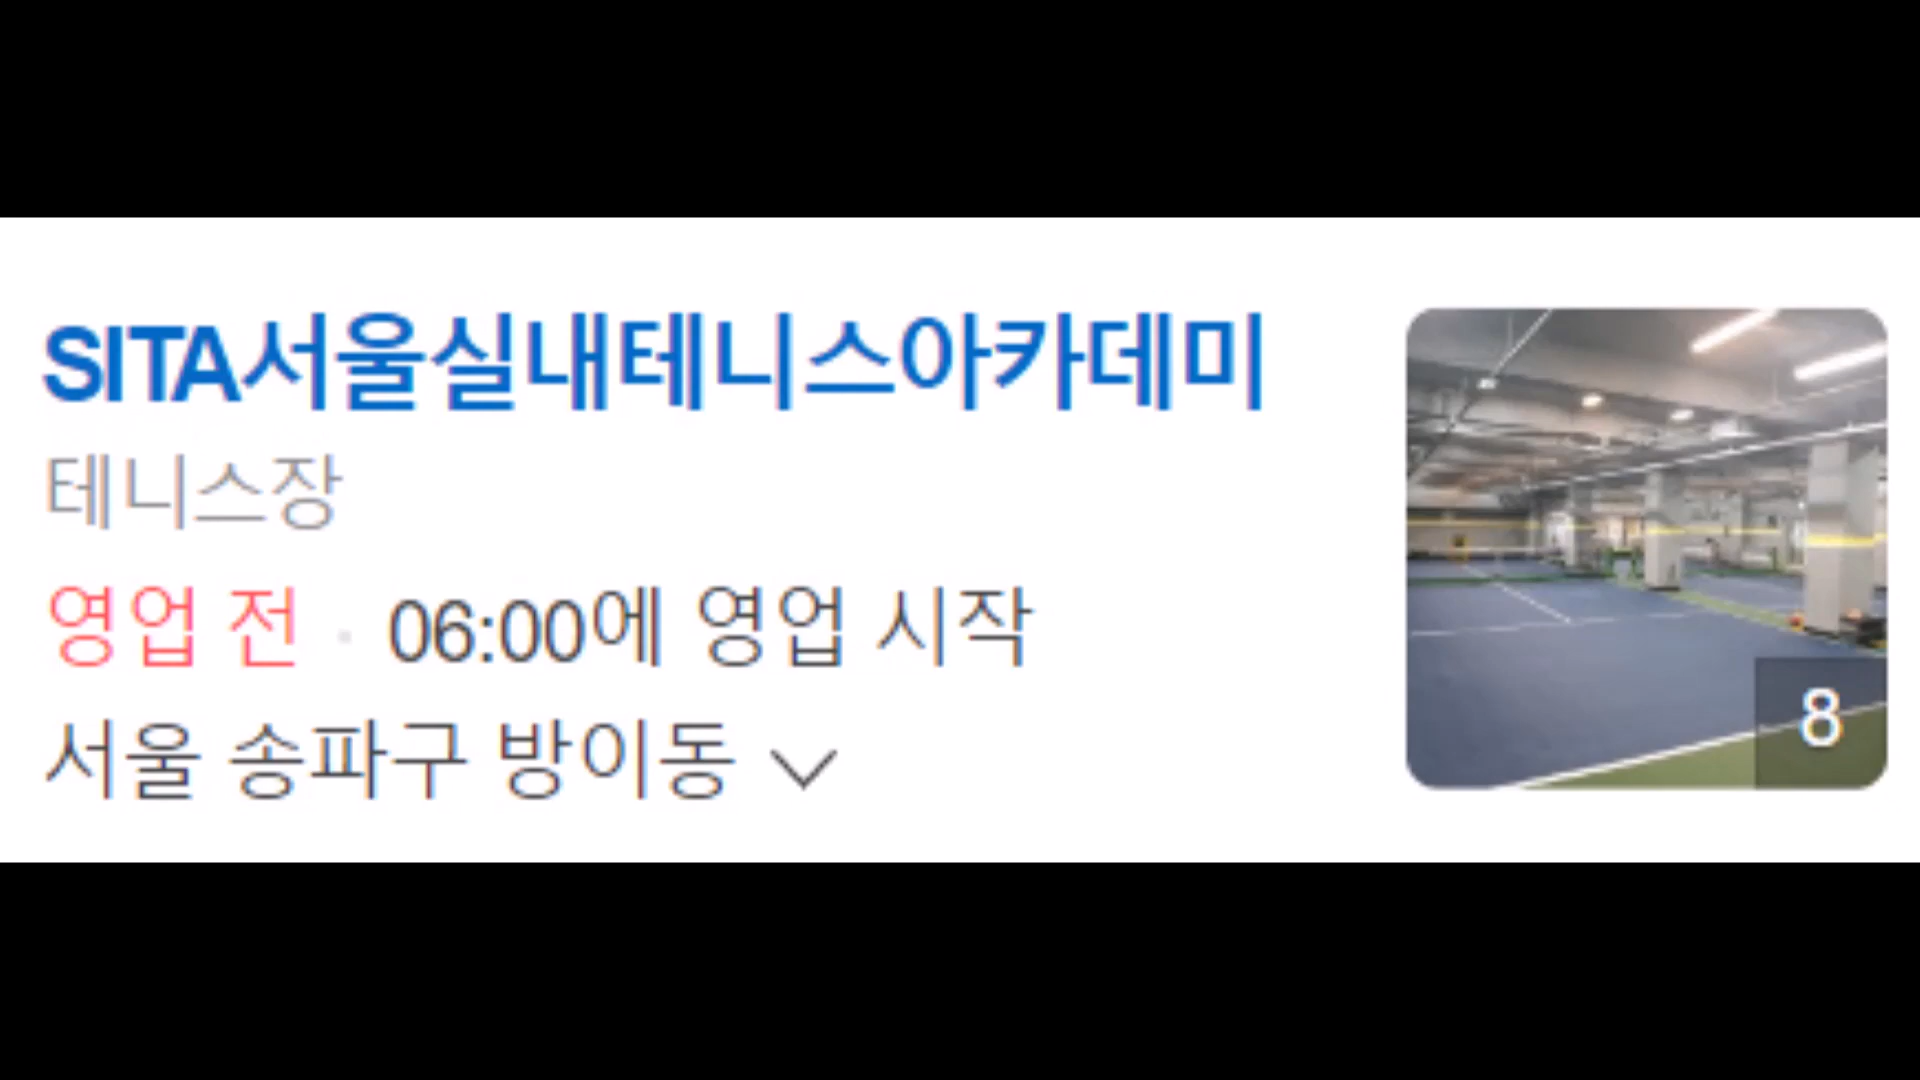 SITA서울실내테니스아카데미
테니스장
영업 전 · 06:00에 영업 시작
서울 송파구 방이동
8